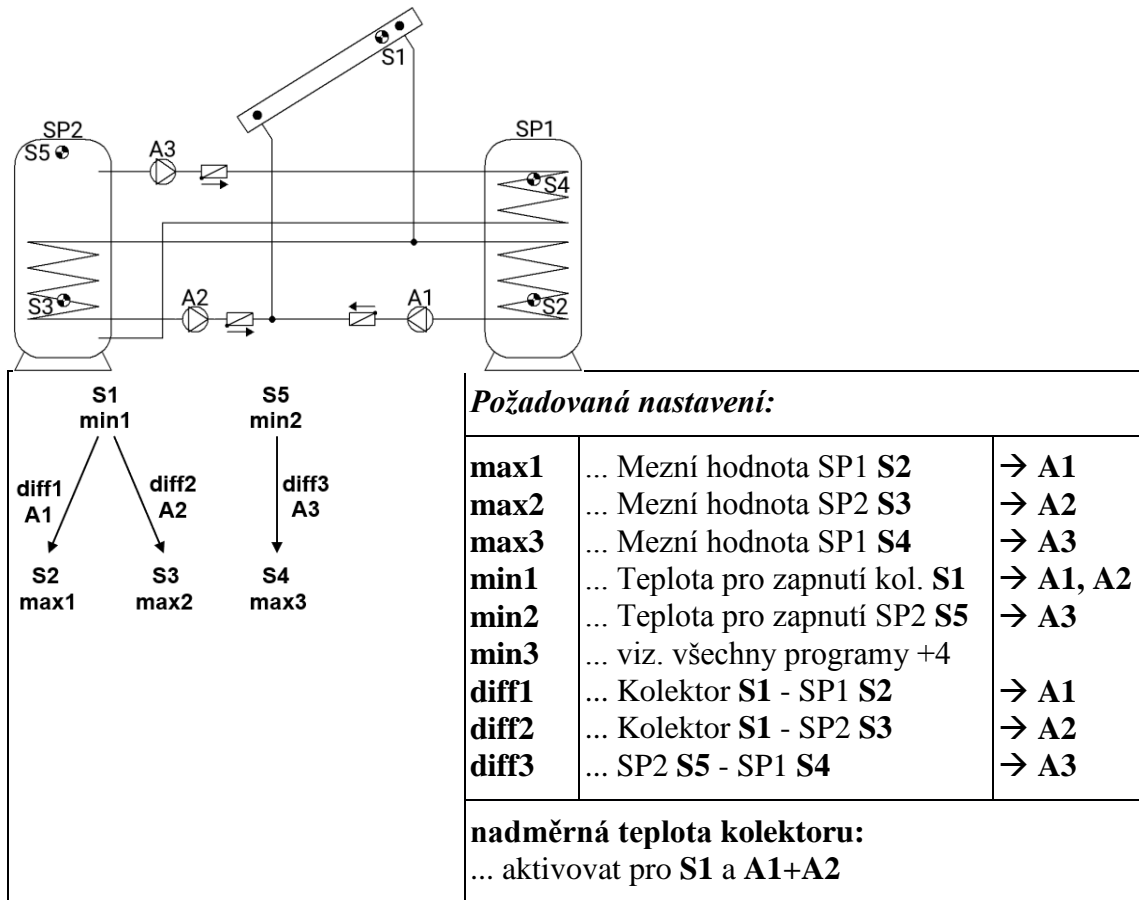 S1
SP2
SP1
S5
A3
S4
S3
A2
A1
S2
S1
S5
min1
min2
diff1
diff2
diff3
A1
A2
A3
S2
S3
S4
max1
max2
max3
Požadovaná nastavení:
max1 ... Mezní hodnota SP1 S2 → A1
max2 ... Mezní hodnota SP2 S3 → A2
max3 ... Mezní hodnota SP1 S4 → A3
min1 ... Teplota pro zapnutí kol. S1 → A1, A2
min2 ... Teplota pro zapnutí SP2 S5 → A3
min3 ... viz. všechny programy +4
diff1 ... Kolektor S1 - SP1 S2 → A1
diff2 ... Kolektor S1 - SP2 S3 → A2
diff3 ... SP2 S5 - SP1 S4 → A3
nadměrná teplota kolektoru:
... aktivovat pro S1 a A1+A2